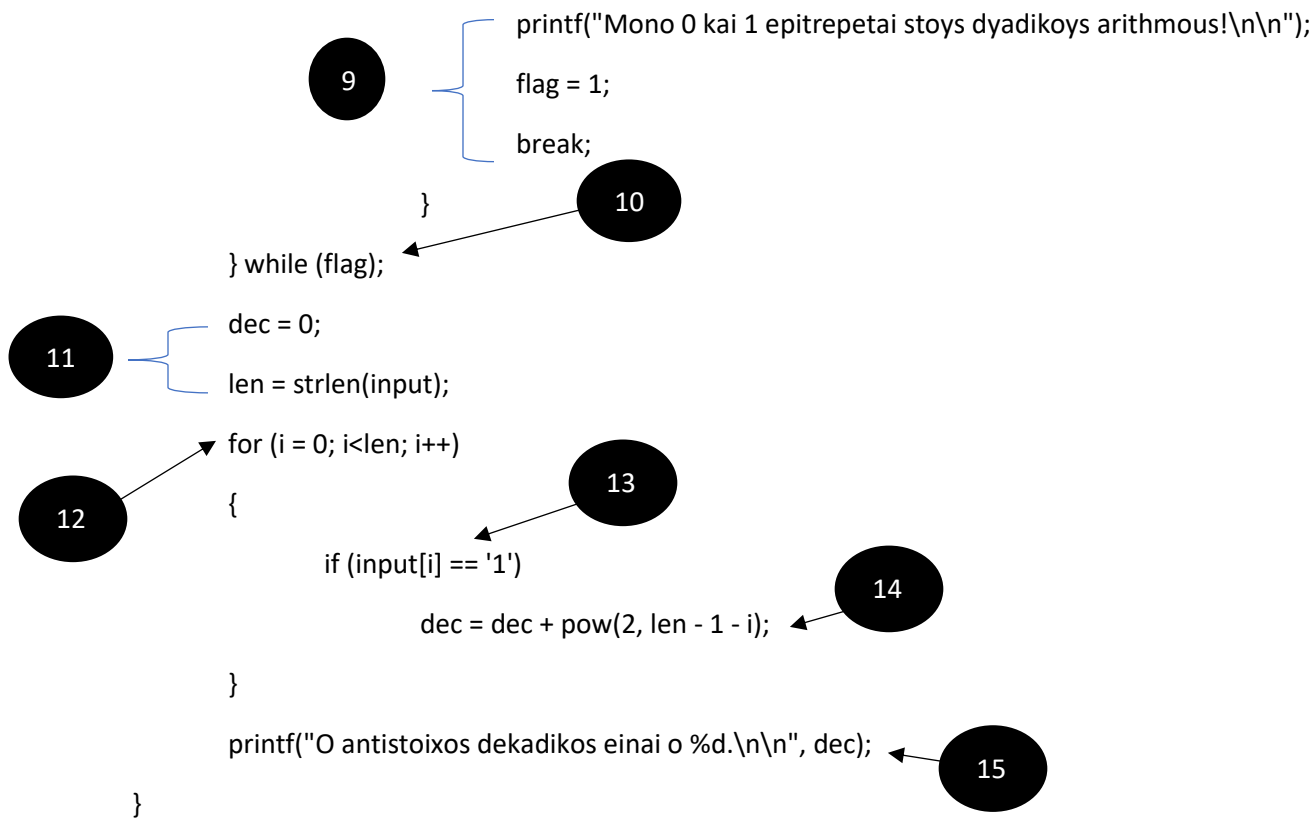 printf("Mono 0 kai 1 epitrepetai stoys dyadikoys arithmous!\n\n");
9
flag = 1;
break;
}
10
} while (flag);
dec = 0;
11
len = strlen(input);
for (i = 0; i<len; i++)
13
{
12
if (input[i] == '1')
14
dec = dec + pow(2, len - 1 - i);
}
printf("O antistoixos dekadikos einai o %d.\n\n", dec);
15
}